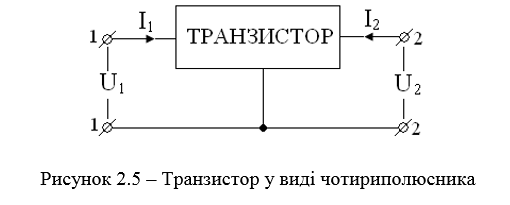 I1 I2
1 ТРАНЗИСТОР 2
U1 U2
1 2
Рисунок 2.5 – Транзистор у виді чотириполюсника